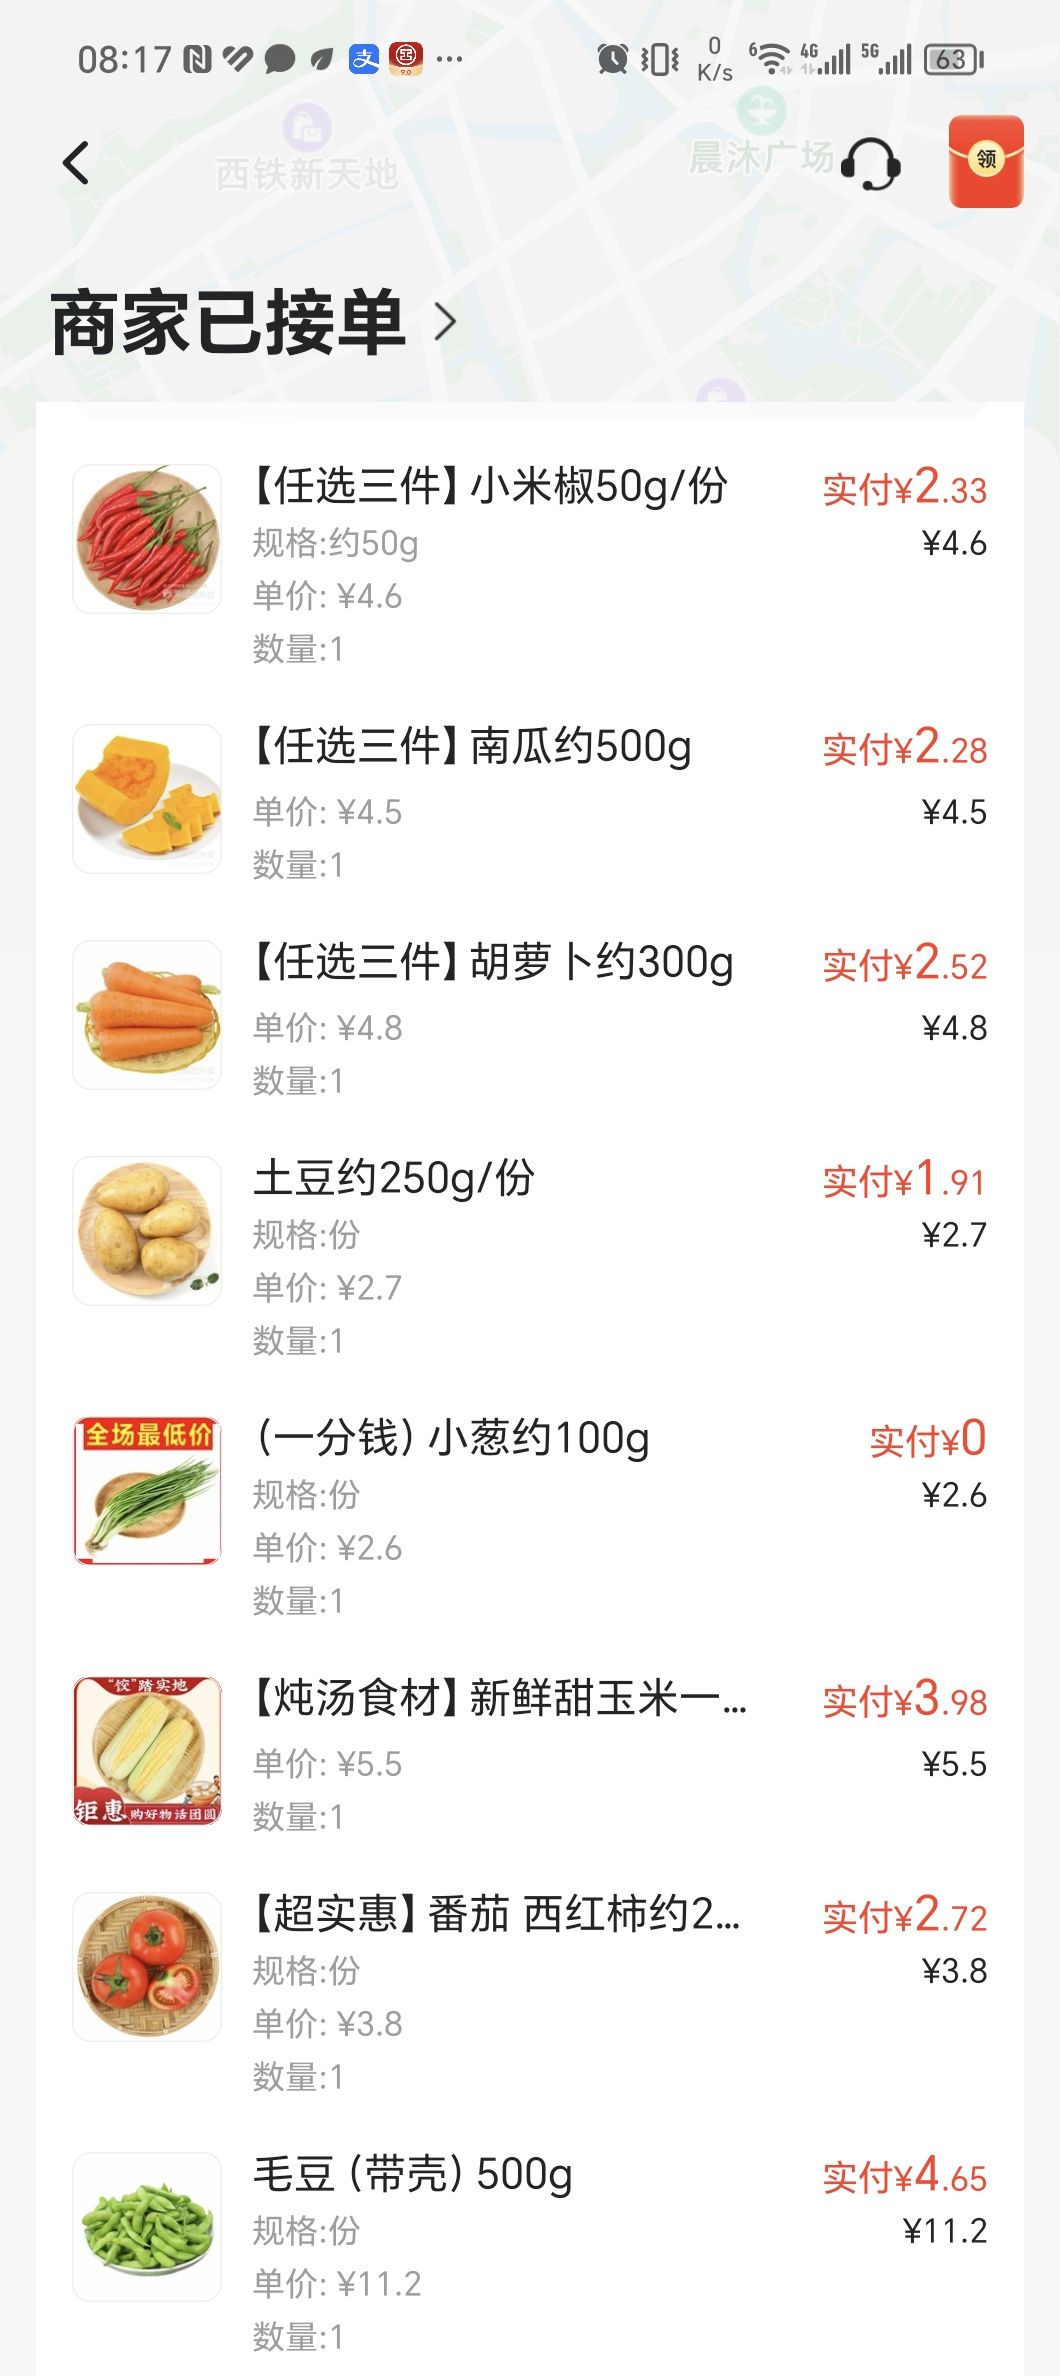 08:17
0
K/s
6
4G
5G
63
西铁新天地
晨沐广场
领
商家已接单
【任选三件】小米椒50g/份
实付¥2.33
规格:约50g
¥4.6
单价: ¥4.6
数量:1
【任选三件】南瓜约500g
实付¥2.28
单价: ¥4.5
¥4.5
数量:1
【任选三件】胡萝卜约300g
实付¥2.52
单价: ¥4.8
¥4.8
数量:1
土豆约250g/份
实付¥1.91
规格:份
¥2.7
单价: ¥2.7
数量:1
全场最低价
(一分钱)小葱约100g
实付¥0
规格:份
¥2.6
单价: ¥2.6
数量:1
“饺”踏实地
【炖汤食材】新鲜甜玉米一...
实付¥3.98
单价: ¥5.5
¥5.5
数量:1
钜惠 购好物话团圆
【超实惠】番茄 西红柿约2...
实付¥2.72
规格:份
¥3.8
单价: ¥3.8
数量:1
毛豆(带壳)500g
实付¥4.65
规格:份
¥11.2
单价: ¥11.2
数量:1